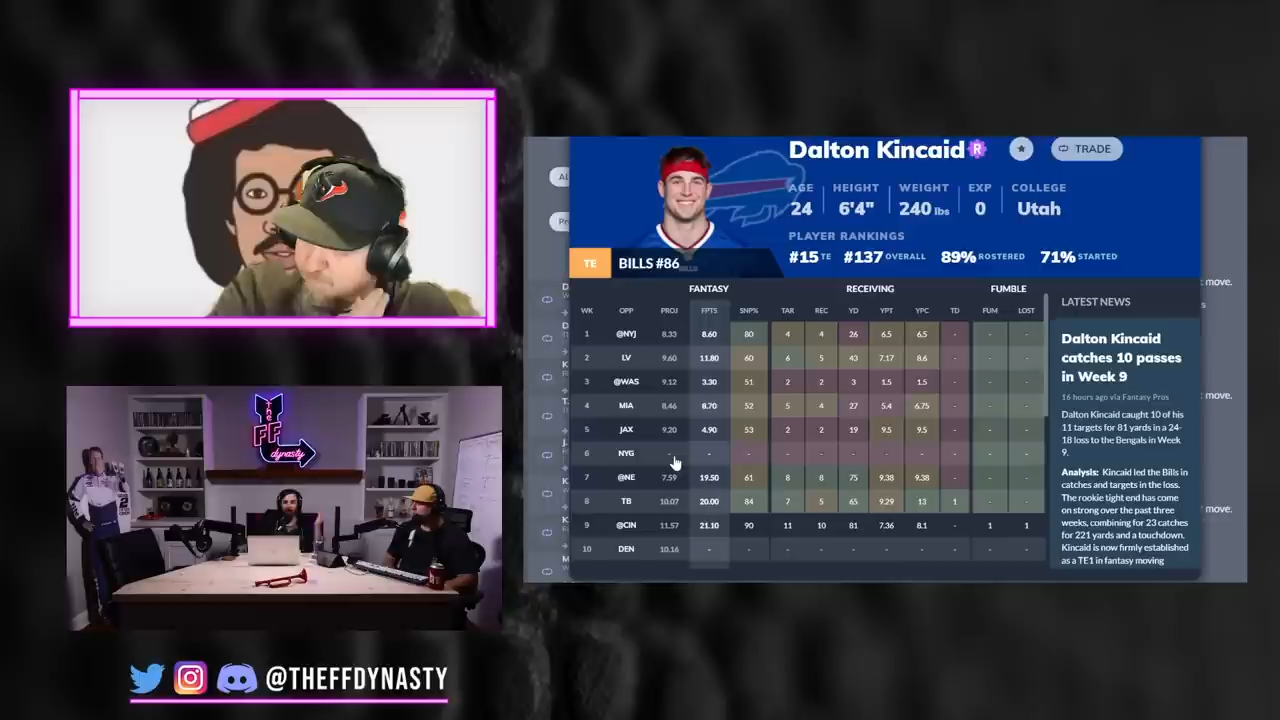 The
FF
dynasty
@THEFFDYNASTY
Dalton Kincaid R
TRADE
AGE HEIGHT WEIGHT EXP COLLEGE
24 6'4" 240 lbs 0 Utah
PLAYER RANKINGS
#15 TE #137 OVERALL 89% ROSTERED 71% STARTED
TE BILLS #86
FANTASY RECEIVING FUMBLE
WK OPP PROJ FPTS SNP% TAR REC YD YPT YPC TD FUM LOST
1 @NYJ 8.33 8.60 80 4 4 26 6.5 6.5 - - -
2 LV 9.60 11.80 60 6 5 43 7.17 8.6 - - -
3 @WAS 9.12 3.30 51 2 2 3 1.5 1.5 - - -
4 MIA 8.46 8.70 52 5 4 27 5.4 6.75 - - -
5 JAX 9.20 4.90 53 2 2 19 9.5 9.5 - - -
6 NYG - - - - - - - - - - -
7 @NE 7.59 19.50 61 8 8 75 9.38 9.38 - - -
8 TB 10.07 20.00 84 7 5 65 9.29 13 1 - -
9 @CIN 11.57 21.10 90 11 10 81 7.36 8.1 - 1 1
10 DEN 10.16 - - - - - - - - - -
LATEST NEWS
Dalton Kincaid
catches 10 passes
in Week 9
16 hours ago via Fantasy Pros
Dalton Kincaid caught 10 of his
11 targets for 81 yards in a 24-
18 loss to the Bengals in Week
9.
Analysis: Kincaid led the Bills in
catches and targets in the loss.
The rookie tight end has come
on strong over the past three
weeks, combining for 23 catches
for 221 yards and a touchdown.
Kincaid is now firmly established
as a TE1 in fantasy moving
move.
move.
move.